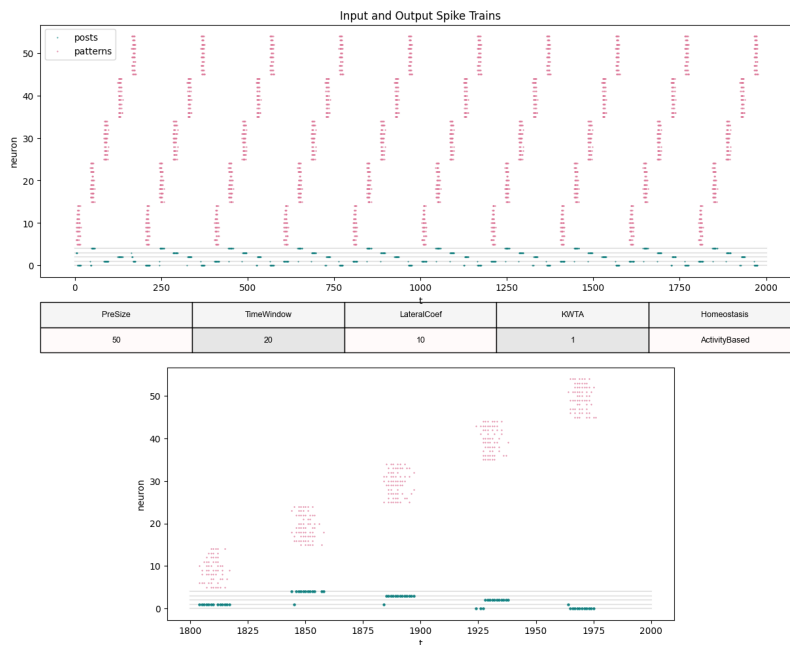 Input and Output Spike Trains
posts
patterns
neuron
50
40
30
20
10
0
0 250 500 750 1000 1250 1500 1750 2000
t
PreSize TimeWindow LateralCoef KWTA Homeostasis
50 20 10 1 ActivityBased
neuron
50
40
30
20
10
0
1800 1825 1850 1875 1900 1925 1950 1975 2000
t